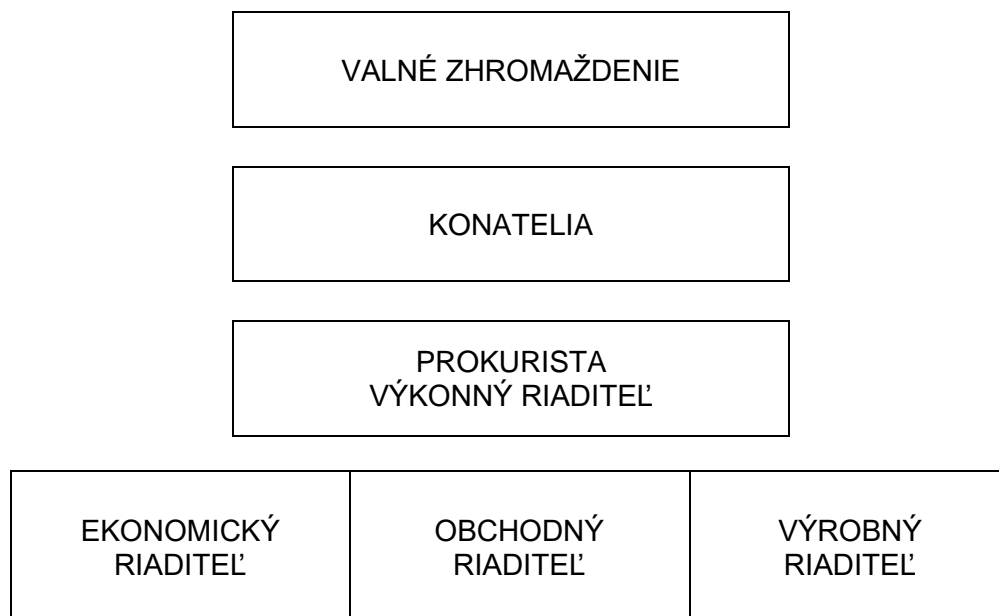 VALNÉ ZHROMAŽDENIE
KONATELIA
PROKURISTA
VÝKONNÝ RIADITEĽ
EKONOMICKÝ
RIADITEĽ
OBCHODNÝ
RIADITEĽ
VÝROBNÝ
RIADITEĽ